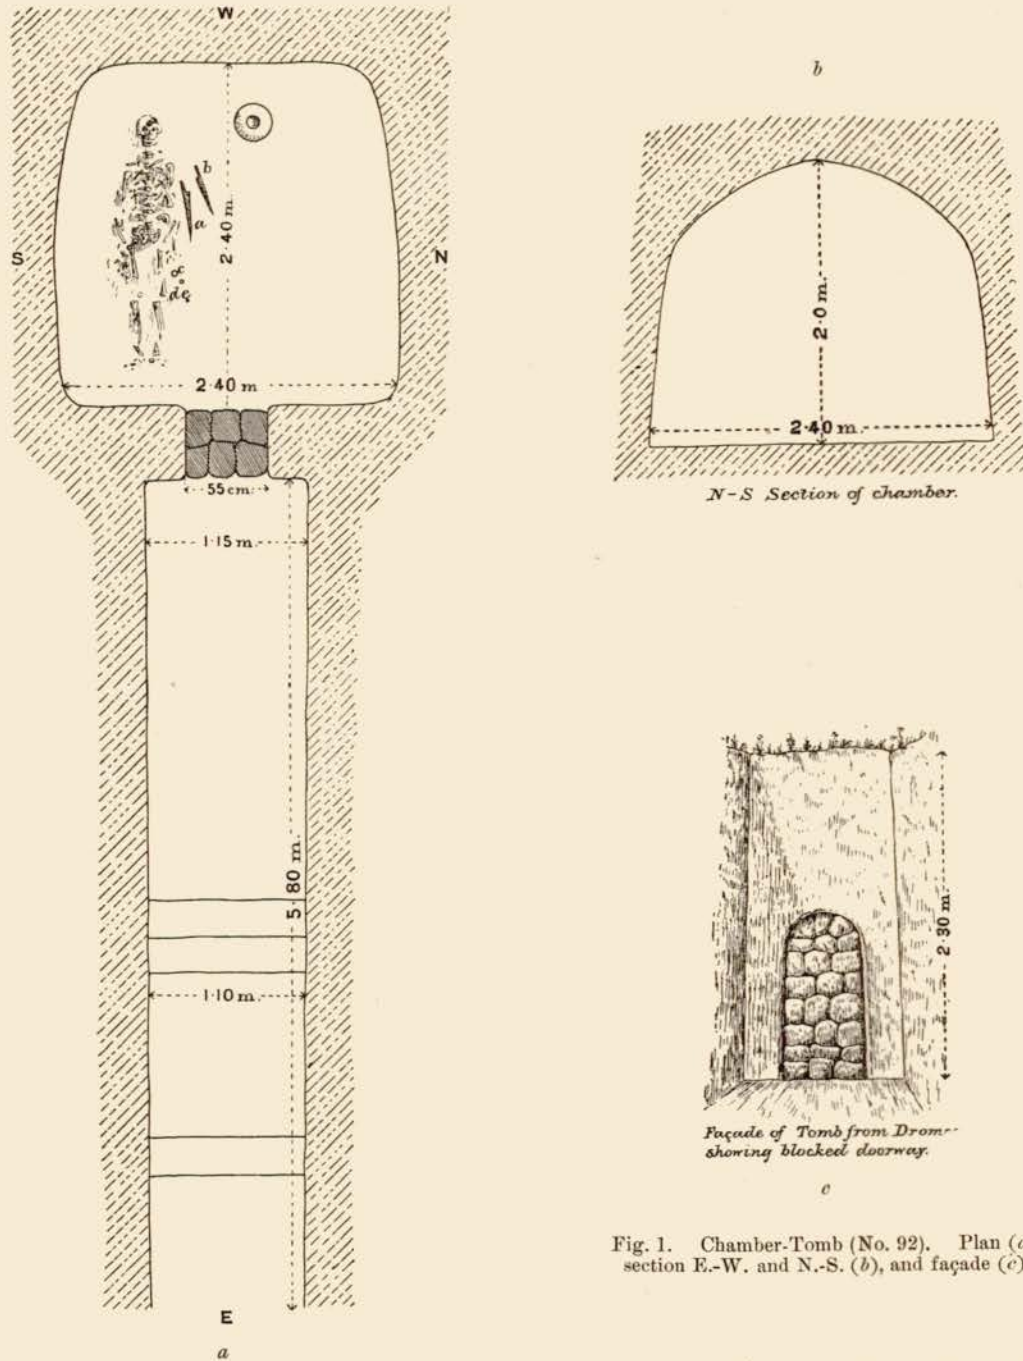 W
b
a
2·40 m.
S
N
2·40 m
55 cm.
1·15 m.
5·80 m.
1·10 m.
E
a
b
2·0 m.
2·40 m.
N-S Section of chamber.
2·30 m.
Façade of Tomb from Drom
showing blocked doorway.
c
Fig. 1. Chamber-Tomb (No. 92). Plan (
section E.-W. and N.-S. (b), and façade (c)